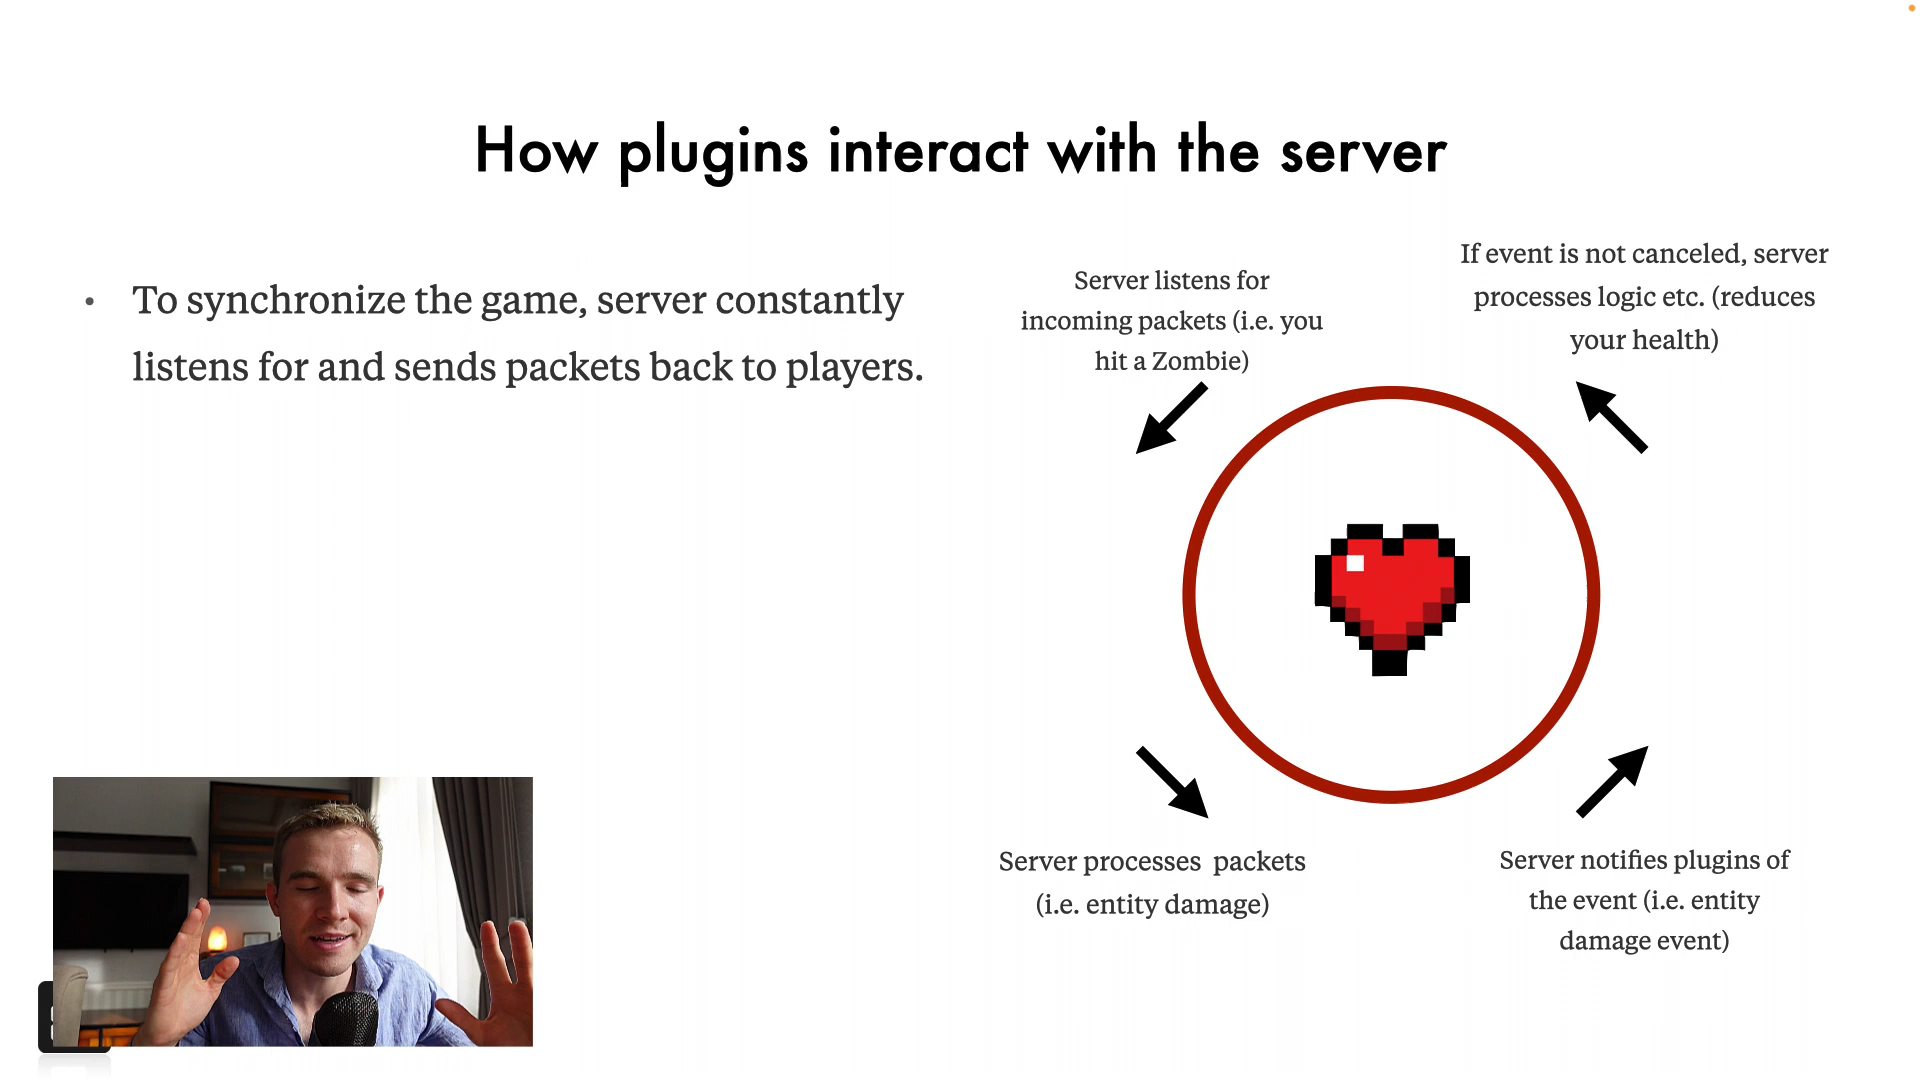 How plugins interact with the server
• To synchronize the game, server constantly
listens for and sends packets back to players.
Server listens for
incoming packets (i.e. you
hit a Zombie)
If event is not canceled, server
processes logic etc. (reduces
your health)
Server processes  packets
(i.e. entity damage)
Server notifies plugins of
the event (i.e. entity
damage event)